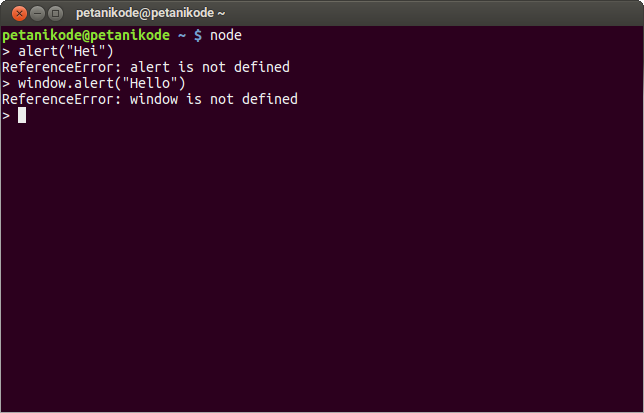 petanikode@petanikode ~
petanikode@petanikode ~ $ node
> alert("Hei")
ReferenceError: alert is not defined
> window.alert("Hello")
ReferenceError: window is not defined
>